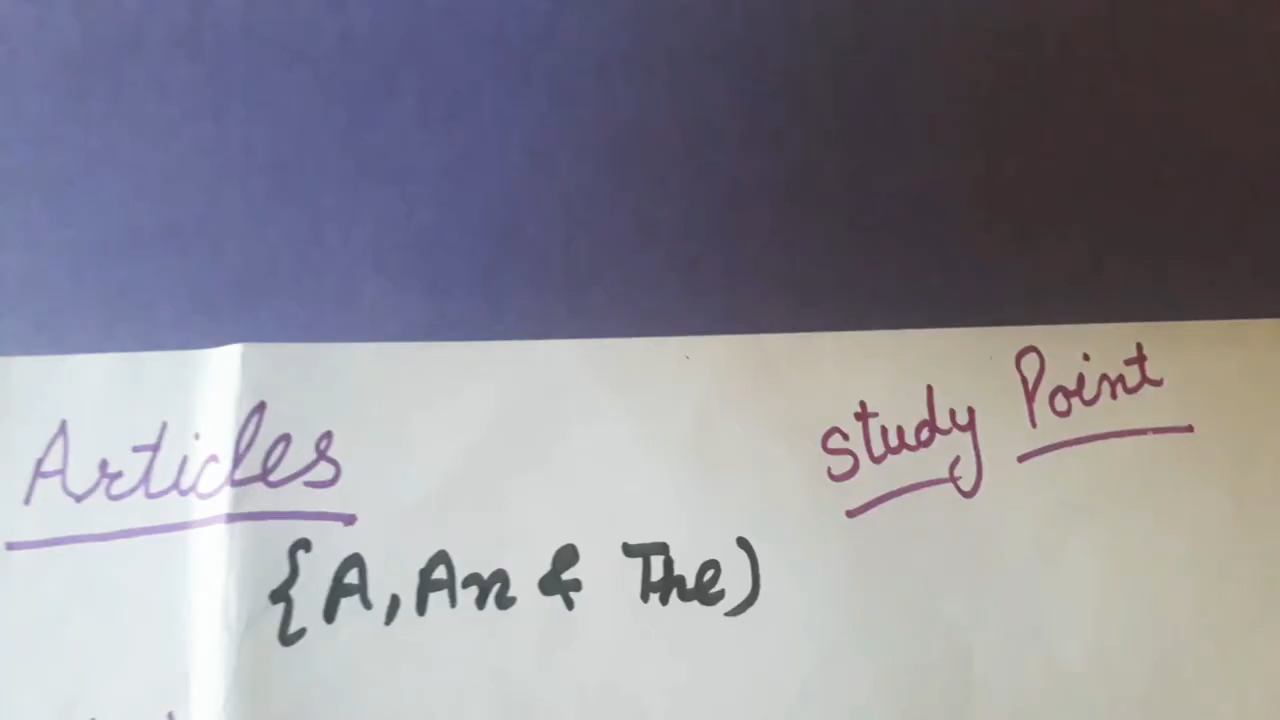 Articles
Study Point
{A, An & The)